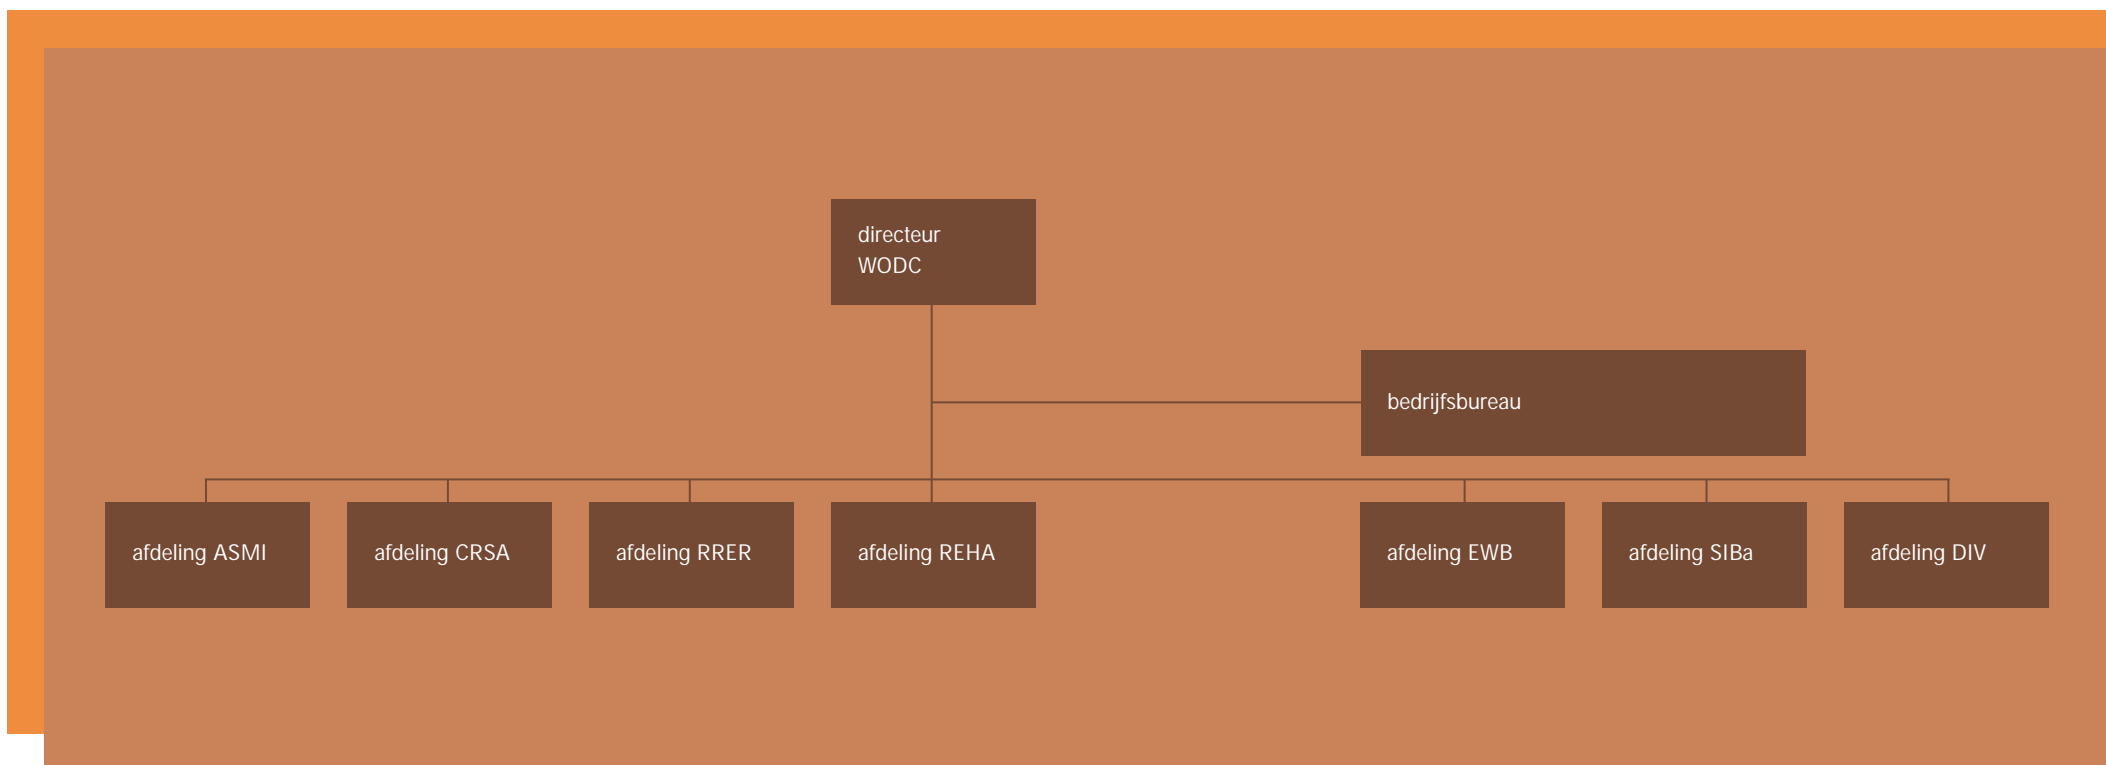 directeur
WODC
bedrijfsbureau
afdeling ASMI
afdeling CRSA
afdeling RRER
afdeling REHA
afdeling EWB
afdeling SIBa
afdeling DIV